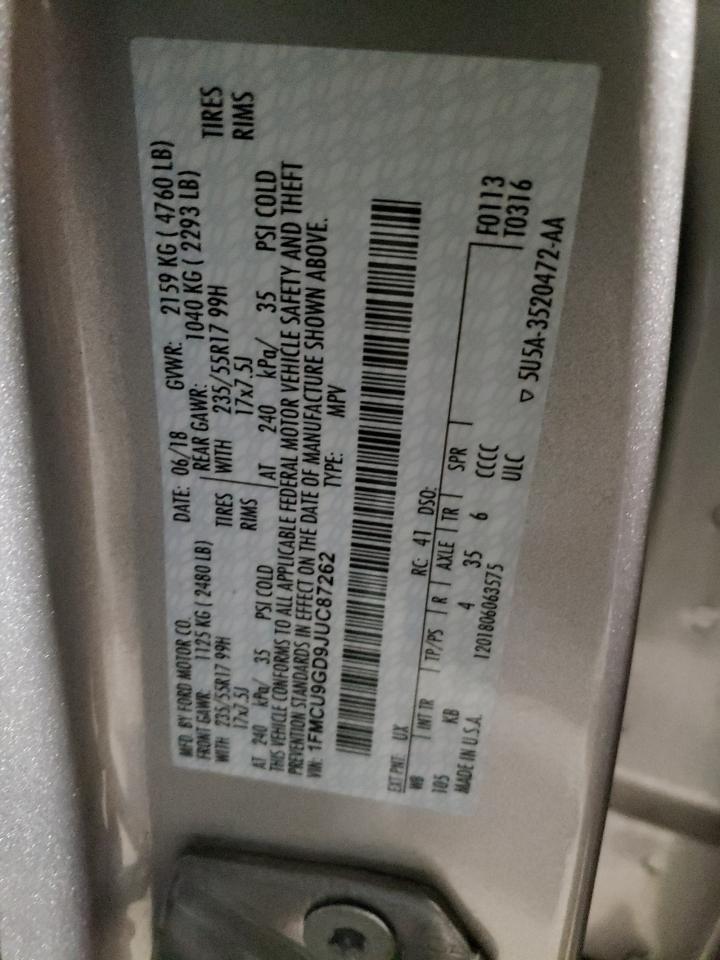 MFD. BY FORD MOTOR CO.
DATE: 06/18 GVWR: 2159 KG ( 4760 LB)
FRONT GAWR: 1125 KG ( 2480 LB) REAR GAWR: 1040 KG ( 2293 LB)
WITH 235/55R17 99H TIRES WITH 235/55R17 99H TIRES
17x7.5J RIMS 17x7.5J RIMS
AT 240 kPa/ 35 PSI COLD AT 240 kPa/ 35 PSI COLD
THIS VEHICLE CONFORMS TO ALL APPLICABLE FEDERAL MOTOR VEHICLE SAFETY AND THEFT
PREVENTION STANDARDS IN EFFECT ON THE DATE OF MANUFACTURE SHOWN ABOVE.
VIN: 1FMCU9GD9JUC87262 TYPE: MPV
EXT PNT: UX RC: 41 DSO: F0113
WB INT TR TP/PS R AXLE TR SPR T0316
105 KB 4 35 6 CCCC
MADE IN U.S.A. 1201806063575 ULC
▽ 5U5A-3520472-AA